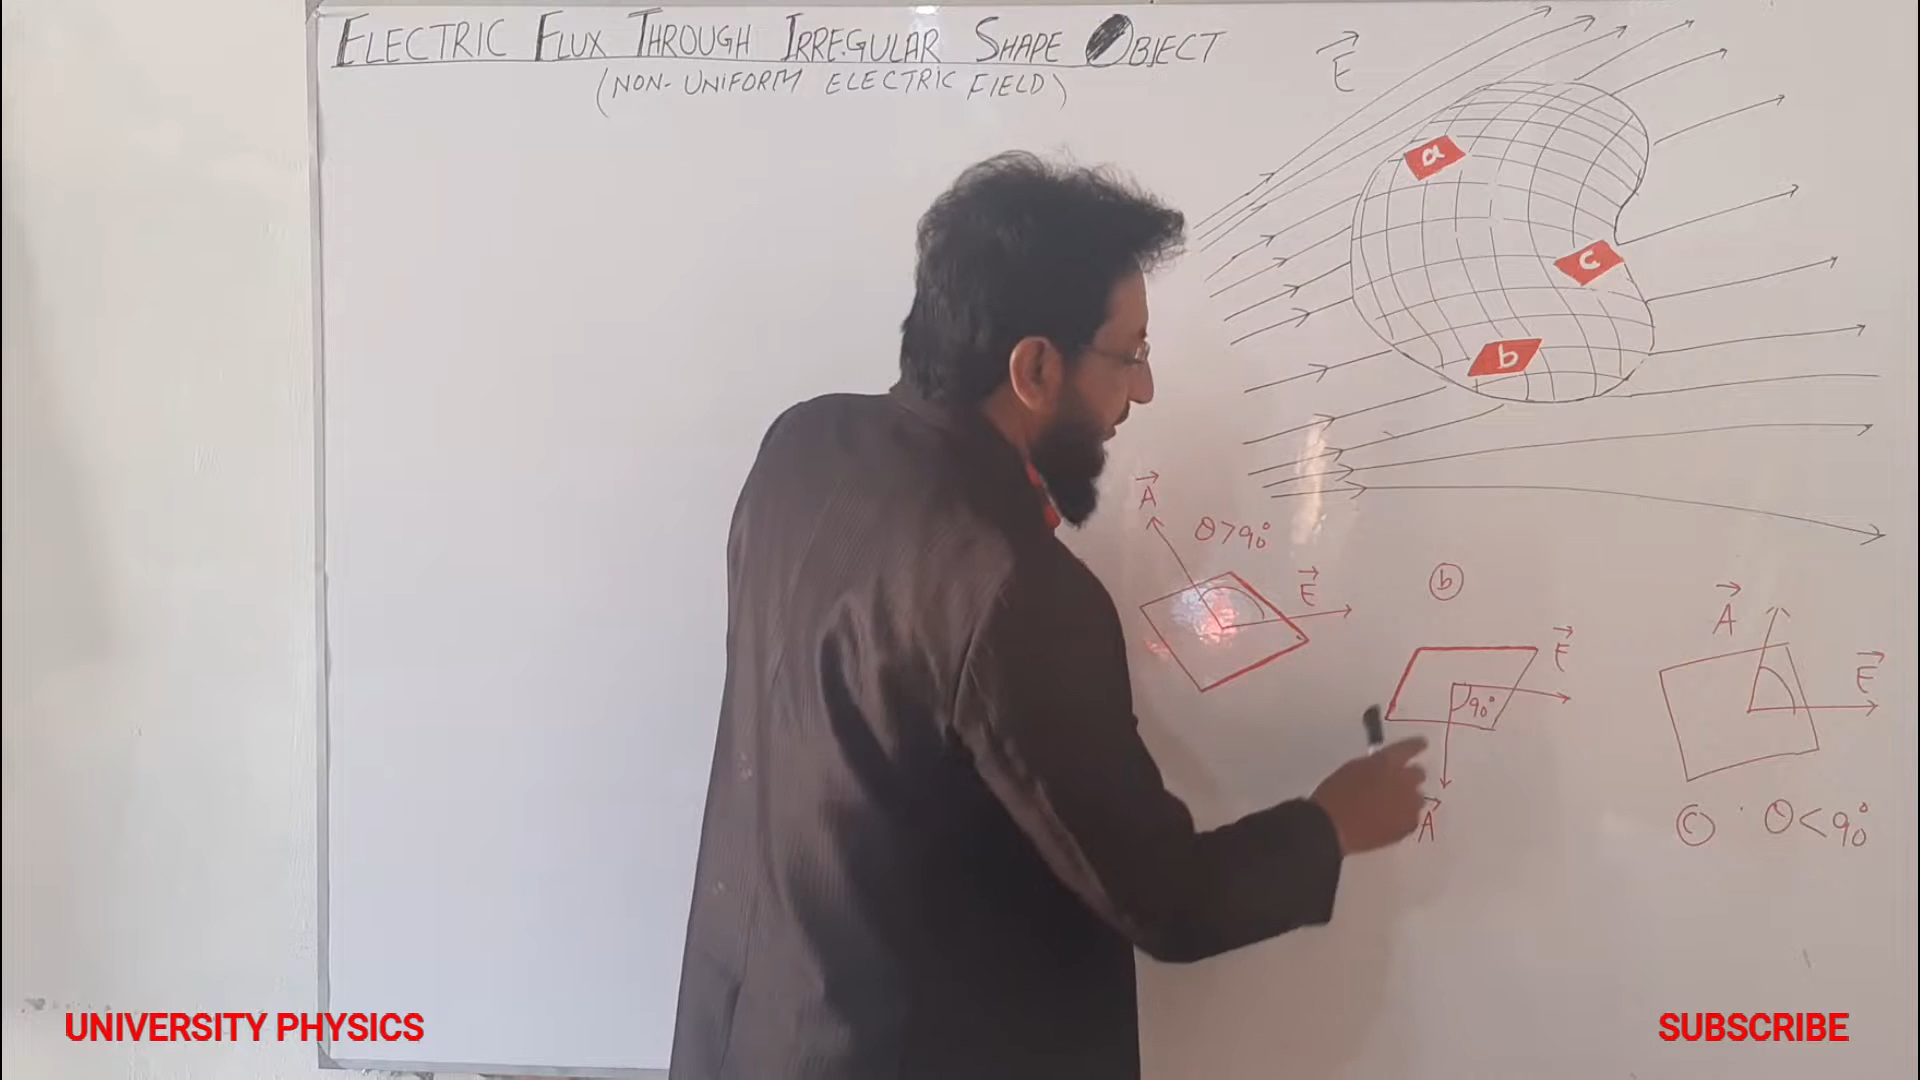 ELECTRIC FLUX THROUGH IRREGULAR SHAPE OBJECT
(NON-UNIFORM ELECTRIC FIELD)
E
a
c
b
A
θ>90°
E
b
E
90°
A
A
E
c θ<90°
UNIVERSITY PHYSICS
SUBSCRIBE